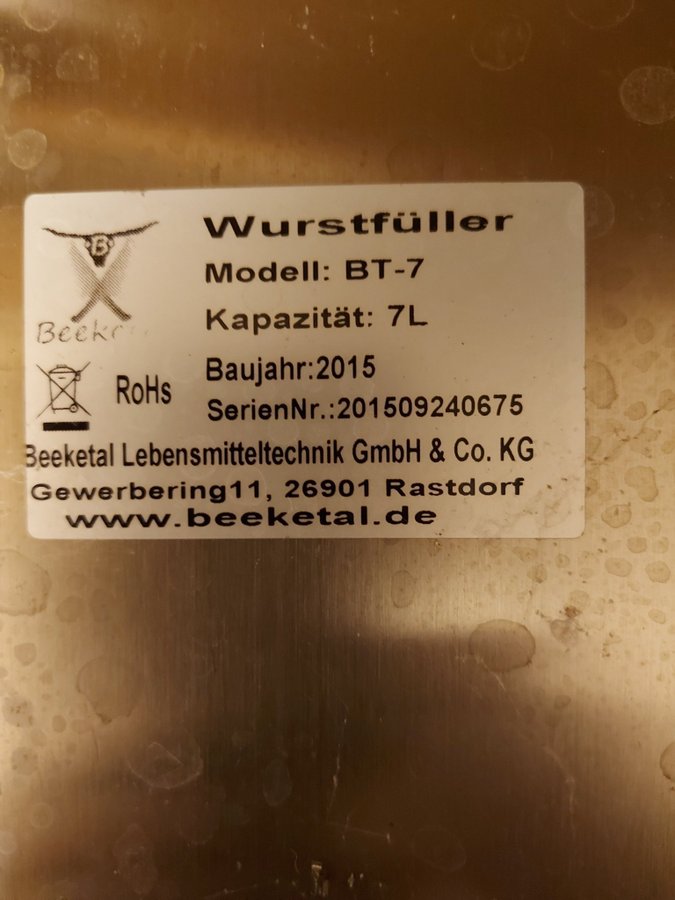 Wurstfüller
Modell: BT-7
Kapazität: 7L
B
RoHs
Baujahr:2015
SerienNr.:201509240675
Beeketal Lebensmitteltechnik GmbH & Co. KG
Gewerbering11, 26901 Rastdorf
www.beeketal.de